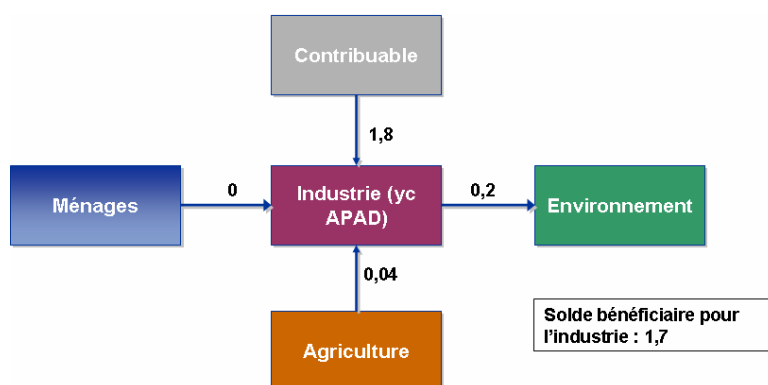 Contribuable
1,8
Ménages
0
Industrie (yc
APAD)
0,2
Environnement
0,04
Agriculture
Solde bénéficiaire pour
l'industrie : 1,7